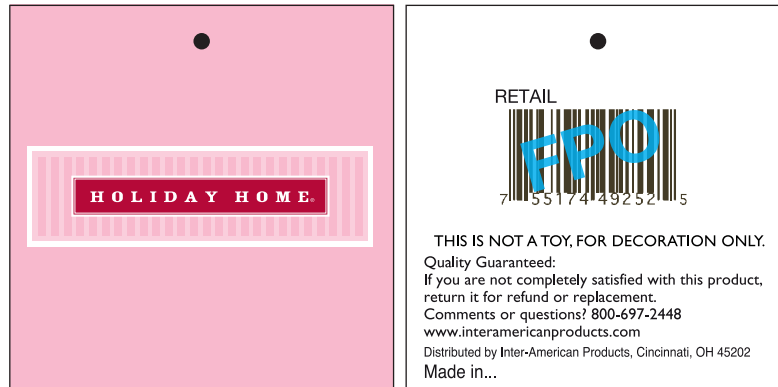 HOLIDAY HOME®
RETAIL
FPO
7 55174 49252 5
THIS IS NOT A TOY, FOR DECORATION ONLY.
Quality Guaranteed:
If you are not completely satisfied with this product,
return it for refund or replacement.
Comments or questions? 800-697-2448
www.interamericanproducts.com
Distributed by Inter-American Products, Cincinnati, OH 45202
Made in...